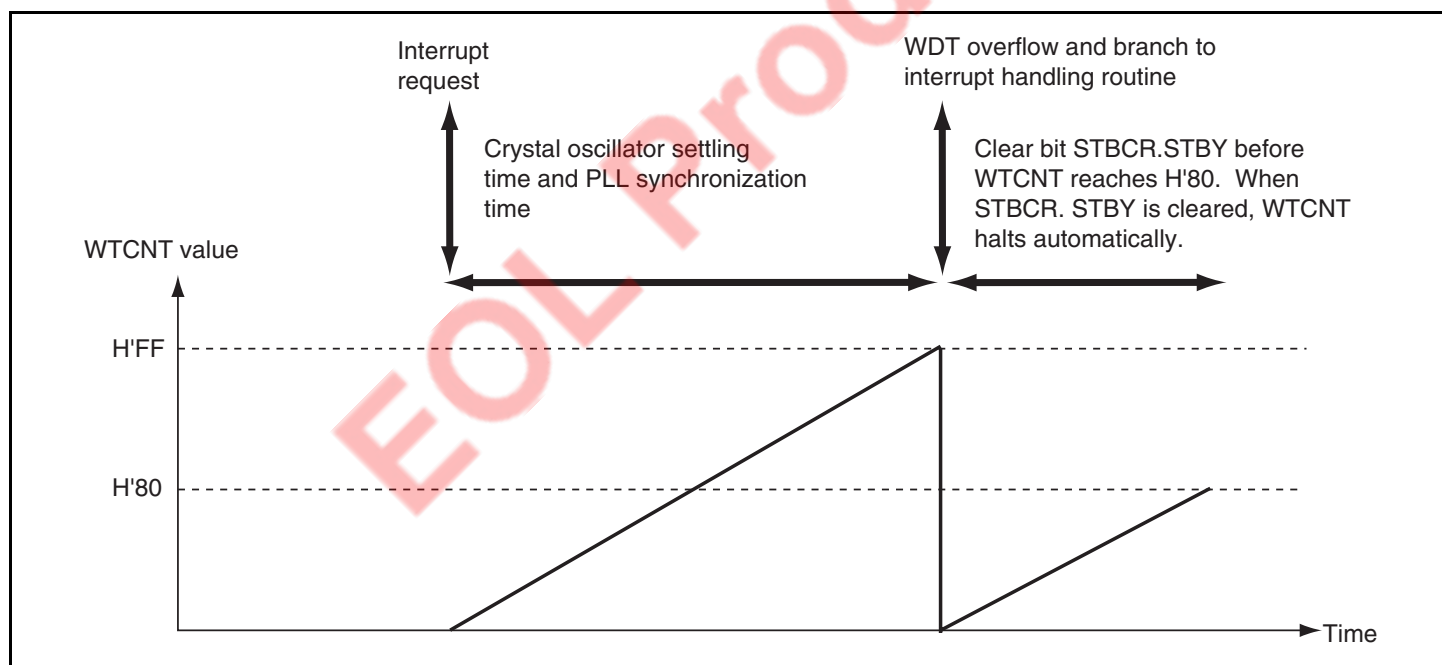 Interrupt
request
WDT overflow and branch to
interrupt handling routine
Crystal oscillator settling
time and PLL synchronization
time
Clear bit STBCR.STBY before
WTCNT reaches H'80. When
STBCR. STBY is cleared, WTCNT
halts automatically.
WTCNT value
H'FF
H'80
Time
EOL Prod